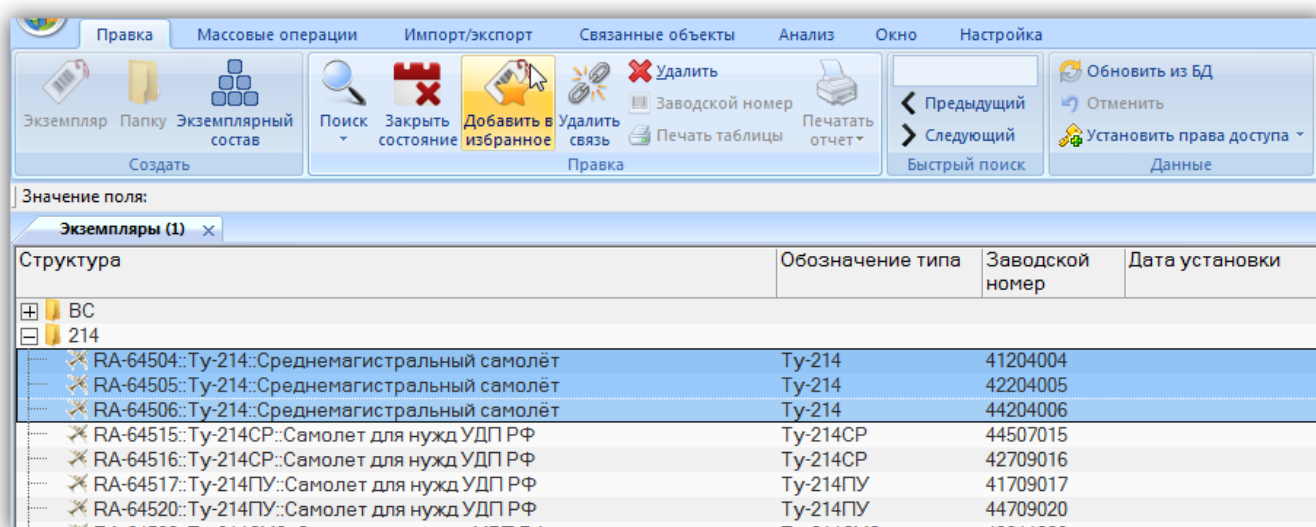 Правка Массовые операции Импорт/экспорт Связанные объекты Анализ Окно Настройка
Экземпляр Папку Экземплярный состав
Создать
Поиск Закрыть состояние Добавить в избранное Удалить связь
Удалить
Заводской номер
Печать таблицы
Печатать отчет
Правка
Предыдущий
Следующий
Быстрый поиск
Обновить из БД
Отменить
Установить права доступа
Данные
Значение поля:
Экземпляры (1)
Структура Обозначение типа Заводской номер Дата установки
ВС
214
RA-64504::Ту-214::Среднемагистральный самолёт Ту-214 41204004
RA-64505::Ту-214::Среднемагистральный самолёт Ту-214 42204005
RA-64506::Ту-214::Среднемагистральный самолёт Ту-214 44204006
RA-64515::Ту-214СР::Самолет для нужд УДП РФ Ту-214СР 44507015
RA-64516::Ту-214СР::Самолет для нужд УДП РФ Ту-214СР 42709016
RA-64517::Ту-214ПУ::Самолет для нужд УДП РФ Ту-214ПУ 41709017
RA-64520::Ту-214ПУ::Самолет для нужд УДП РФ Ту-214ПУ 44709020